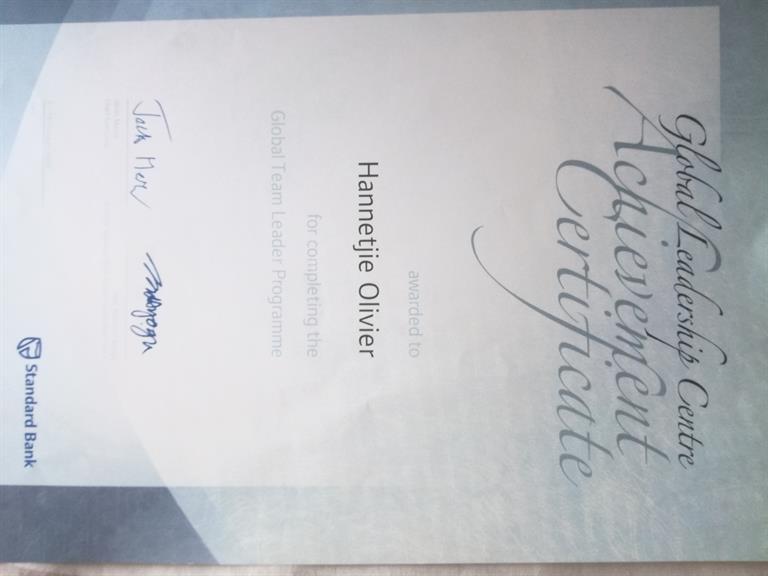 Global Leadership Centre
Achievement
Certificate
awarded to
Hannetjie Olivier
for completing the
Global Team Leader Programme
Standard Bank